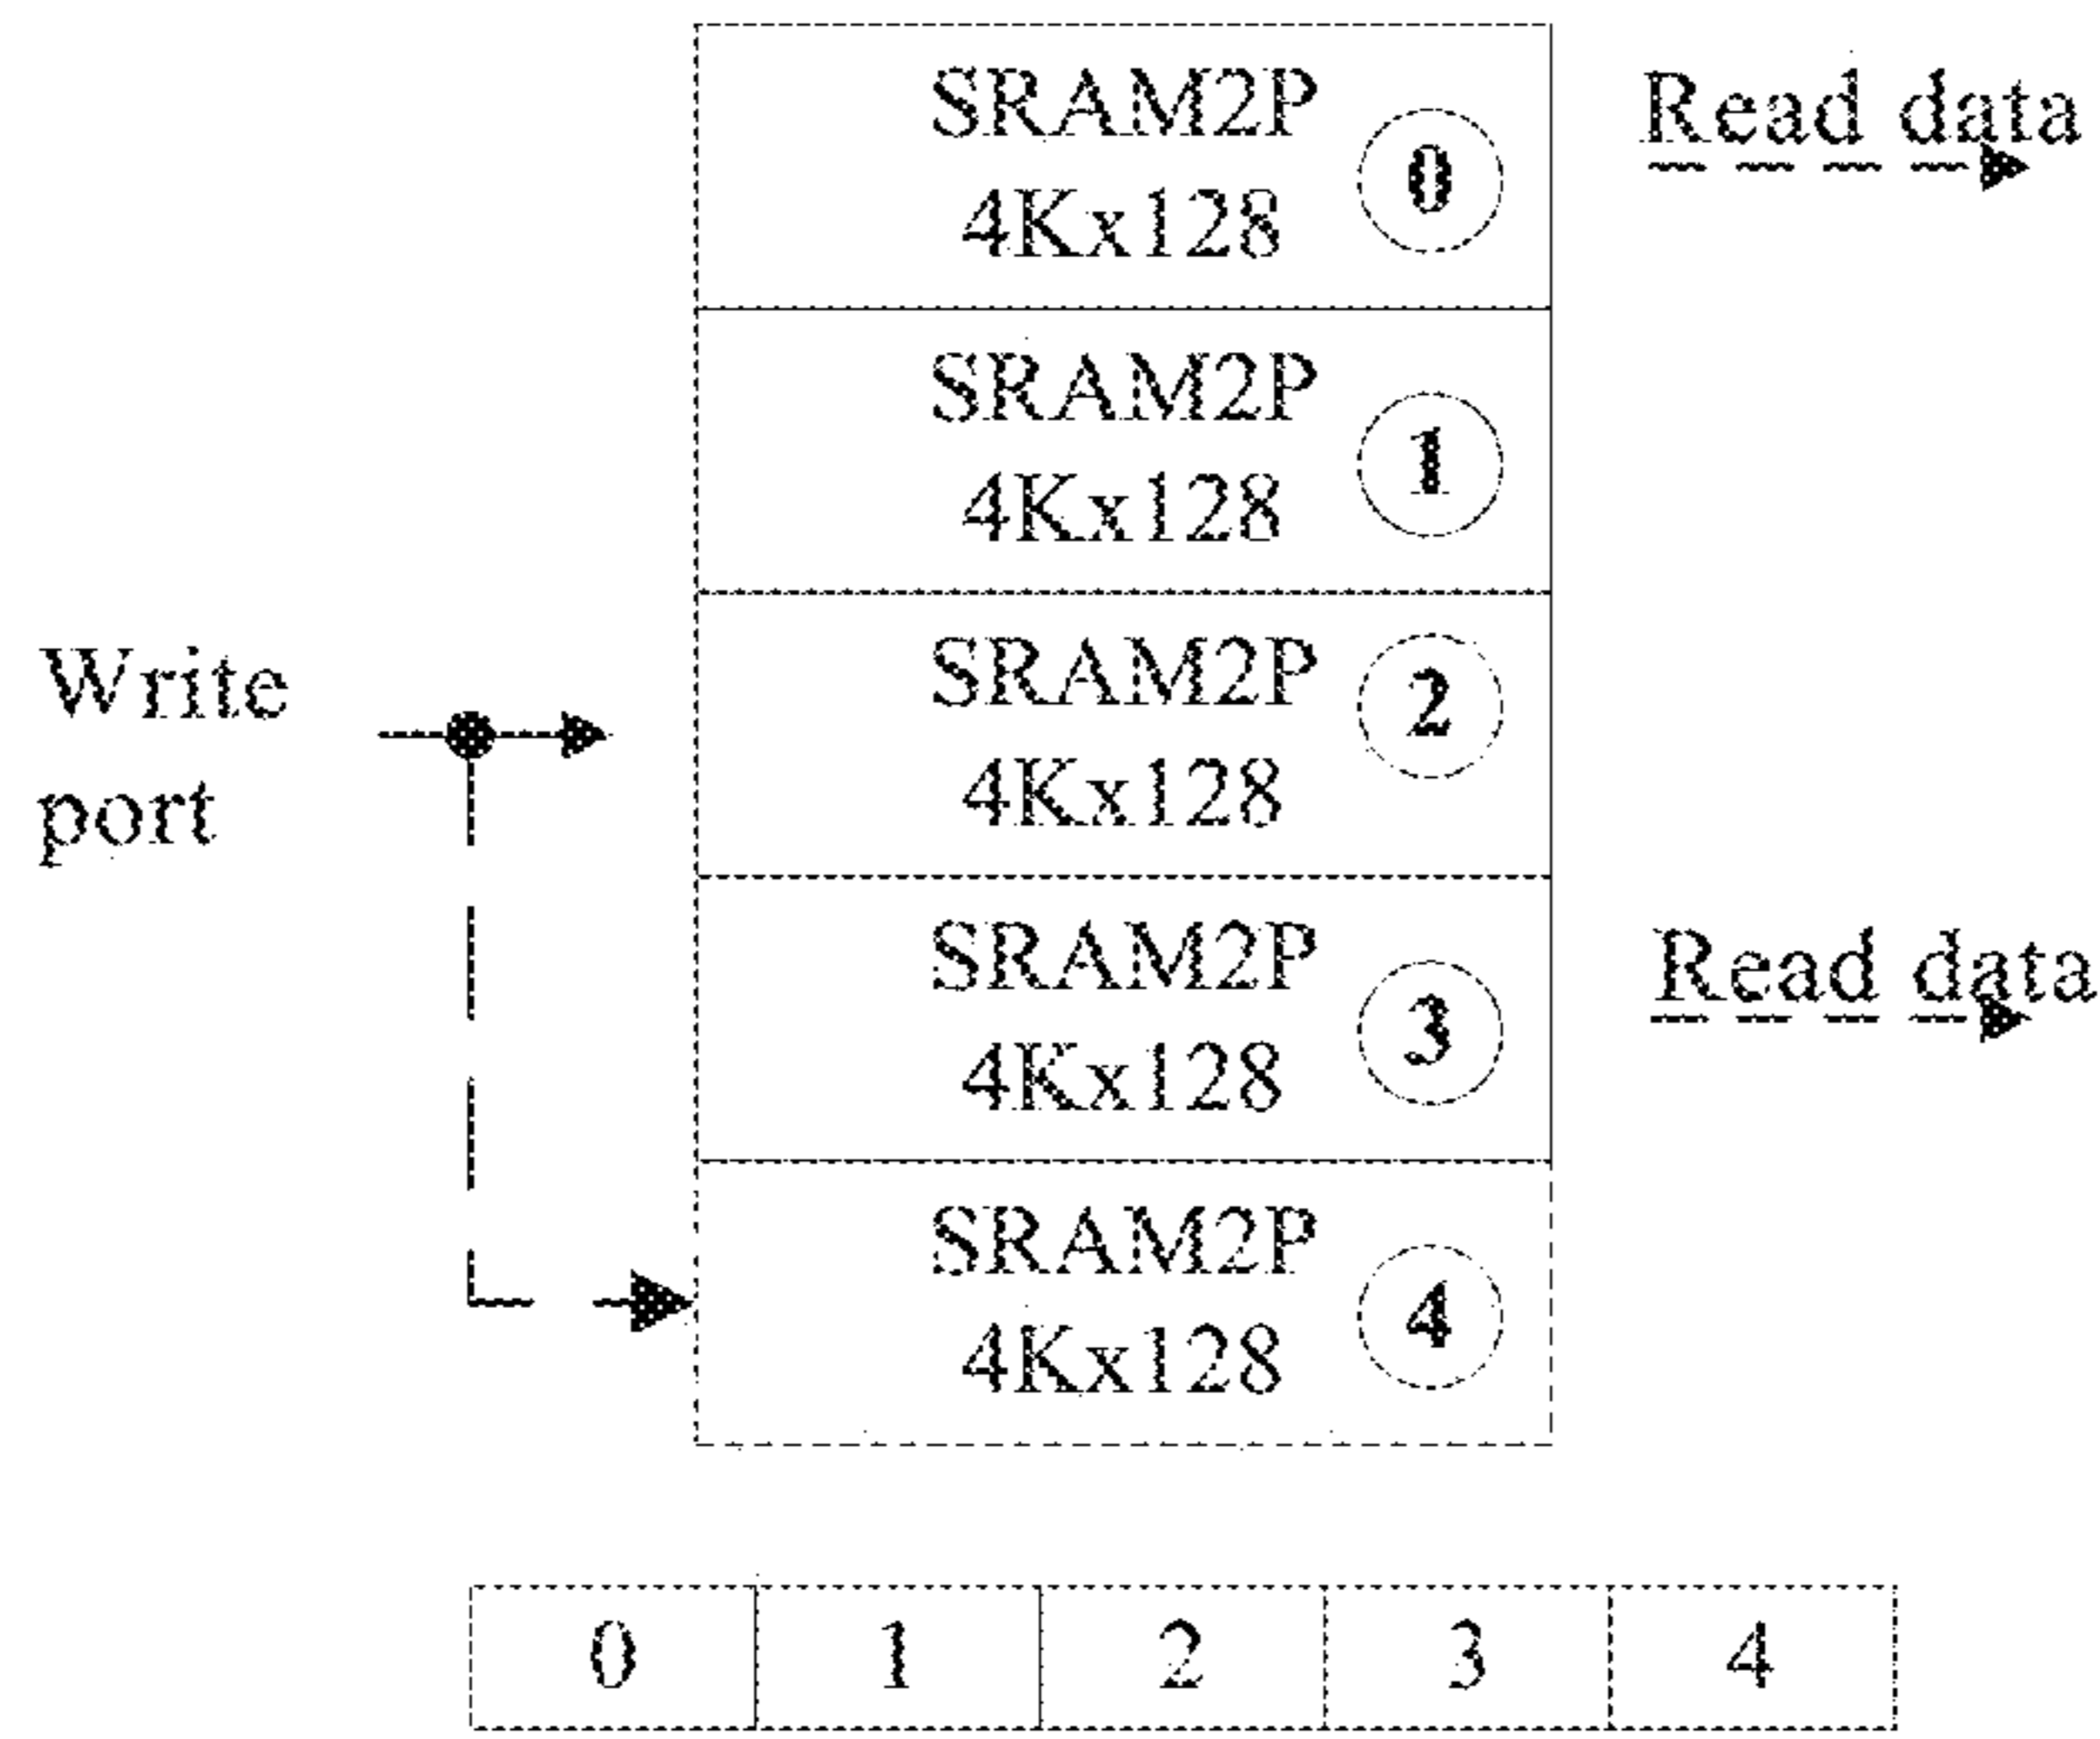 SRAM2P
4Kx128
0
Read data
SRAM2P
4Kx128
1
Write
port
SRAM2P
4Kx128
2
SRAM2P
4Kx128
3
Read data
SRAM2P
4Kx128
4
0 1 2 3 4